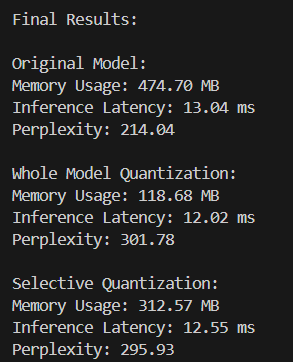 Final Results:
Original Model:
Memory Usage: 474.70 MB
Inference Latency: 13.04 ms
Perplexity: 214.04
Whole Model Quantization:
Memory Usage: 118.68 MB
Inference Latency: 12.02 ms
Perplexity: 301.78
Selective Quantization:
Memory Usage: 312.57 MB
Inference Latency: 12.55 ms
Perplexity: 295.93